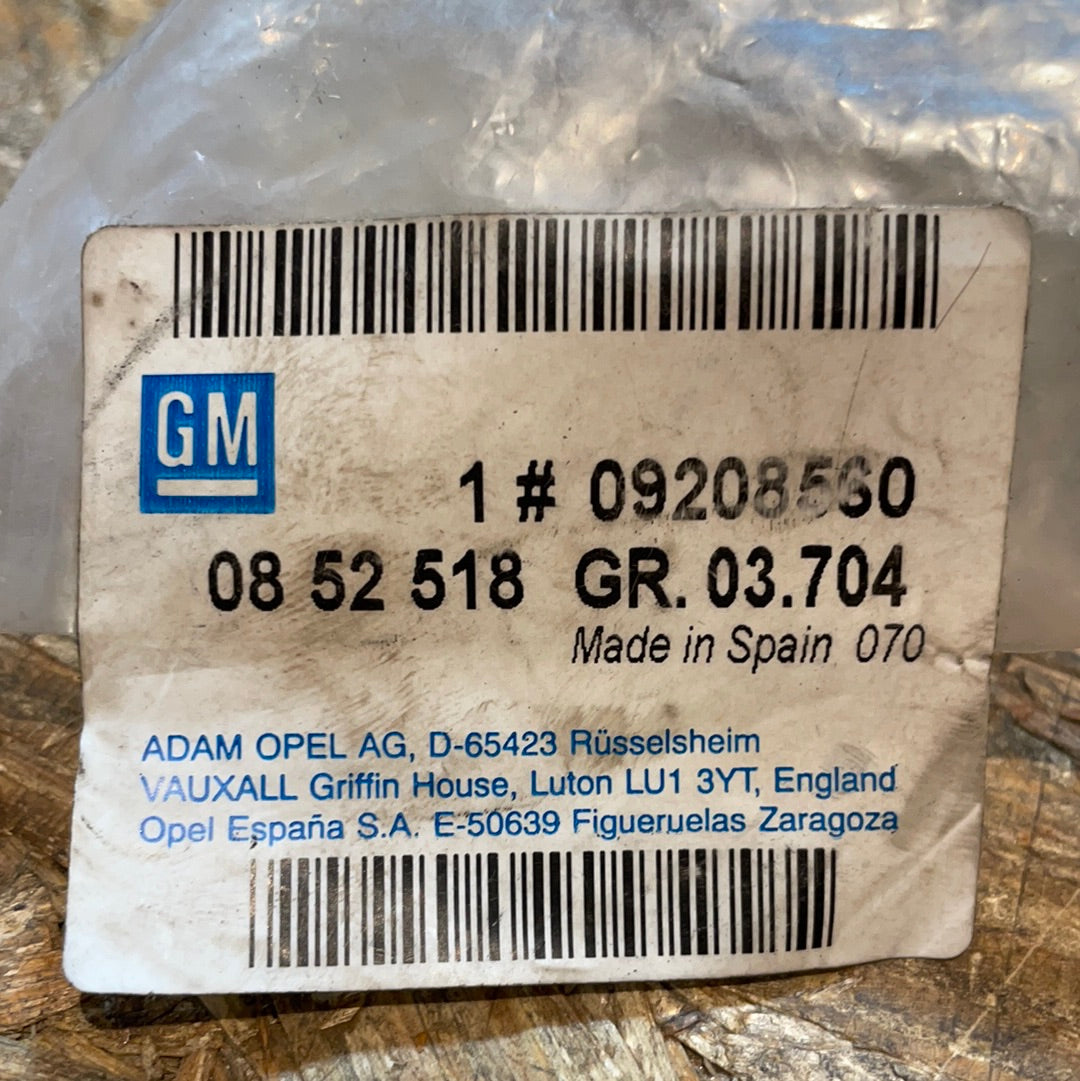 GM
1 # 09208560
08 52 518 GR. 03.704
Made in Spain 070
ADAM OPEL AG, D-65423 Rüsselsheim
VAUXALL Griffin House, Luton LU1 3YT, England
Opel España S.A. E-50639 Figueruelas Zaragoza